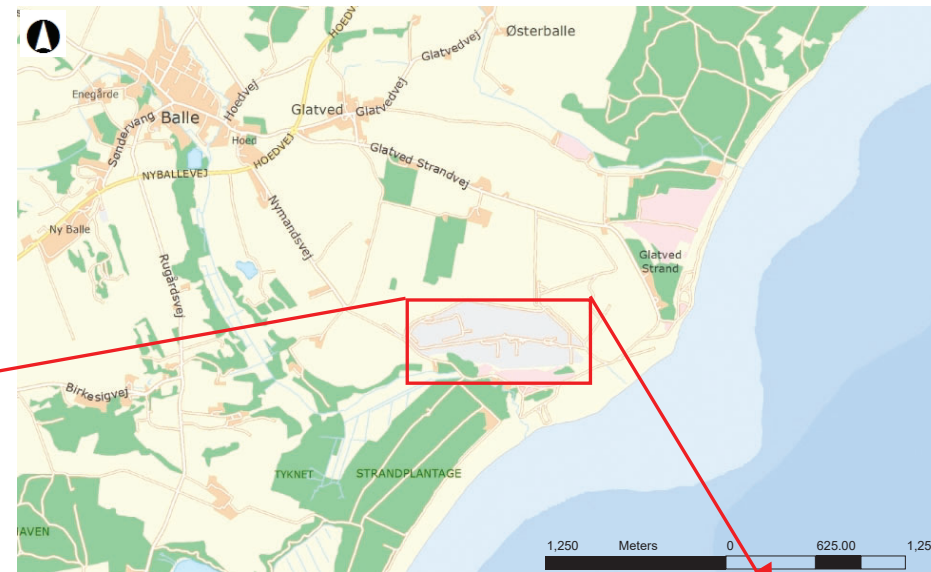 HOEDVEJ
Østerballe
Glatvedvej
Enegårde
Hoedvej
Glatved
Glatvedvej
Balle
Søndervang
Hoed
HOEDVEJ
Glatved Strandvej
NYBALLEVEJ
Nymandsvej
Ny Balle
Rugårdsvej
Glatved
Strand
Birkesigvej
TYKNET
STRANDPLANTAGE
HAVEN
1,250 Meters 0 625.00 1,25